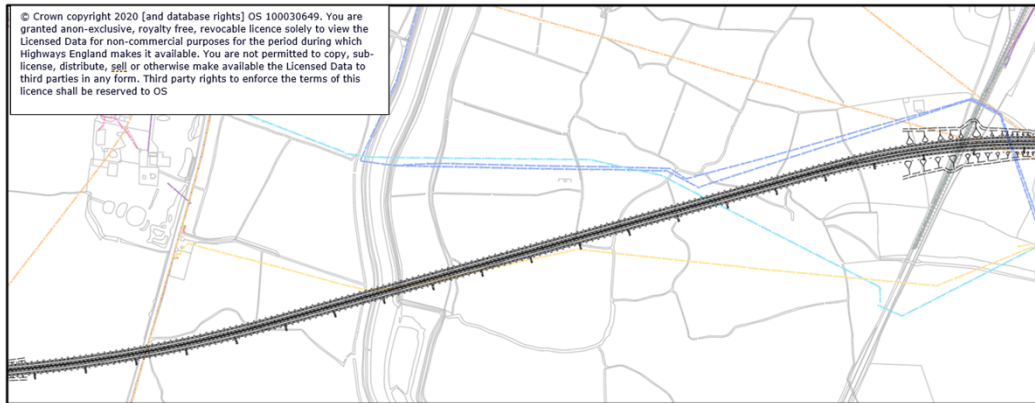 © Crown copyright 2020 [and database rights] OS 100030649. You are
granted anon-exclusive, royalty free, revocable licence solely to view the
Licensed Data for non-commercial purposes for the period during which
Highways England makes it available. You are not permitted to copy, sub-
license, distribute, sell or otherwise make available the Licensed Data to
third parties in any form. Third party rights to enforce the terms of this
licence shall be reserved to OS